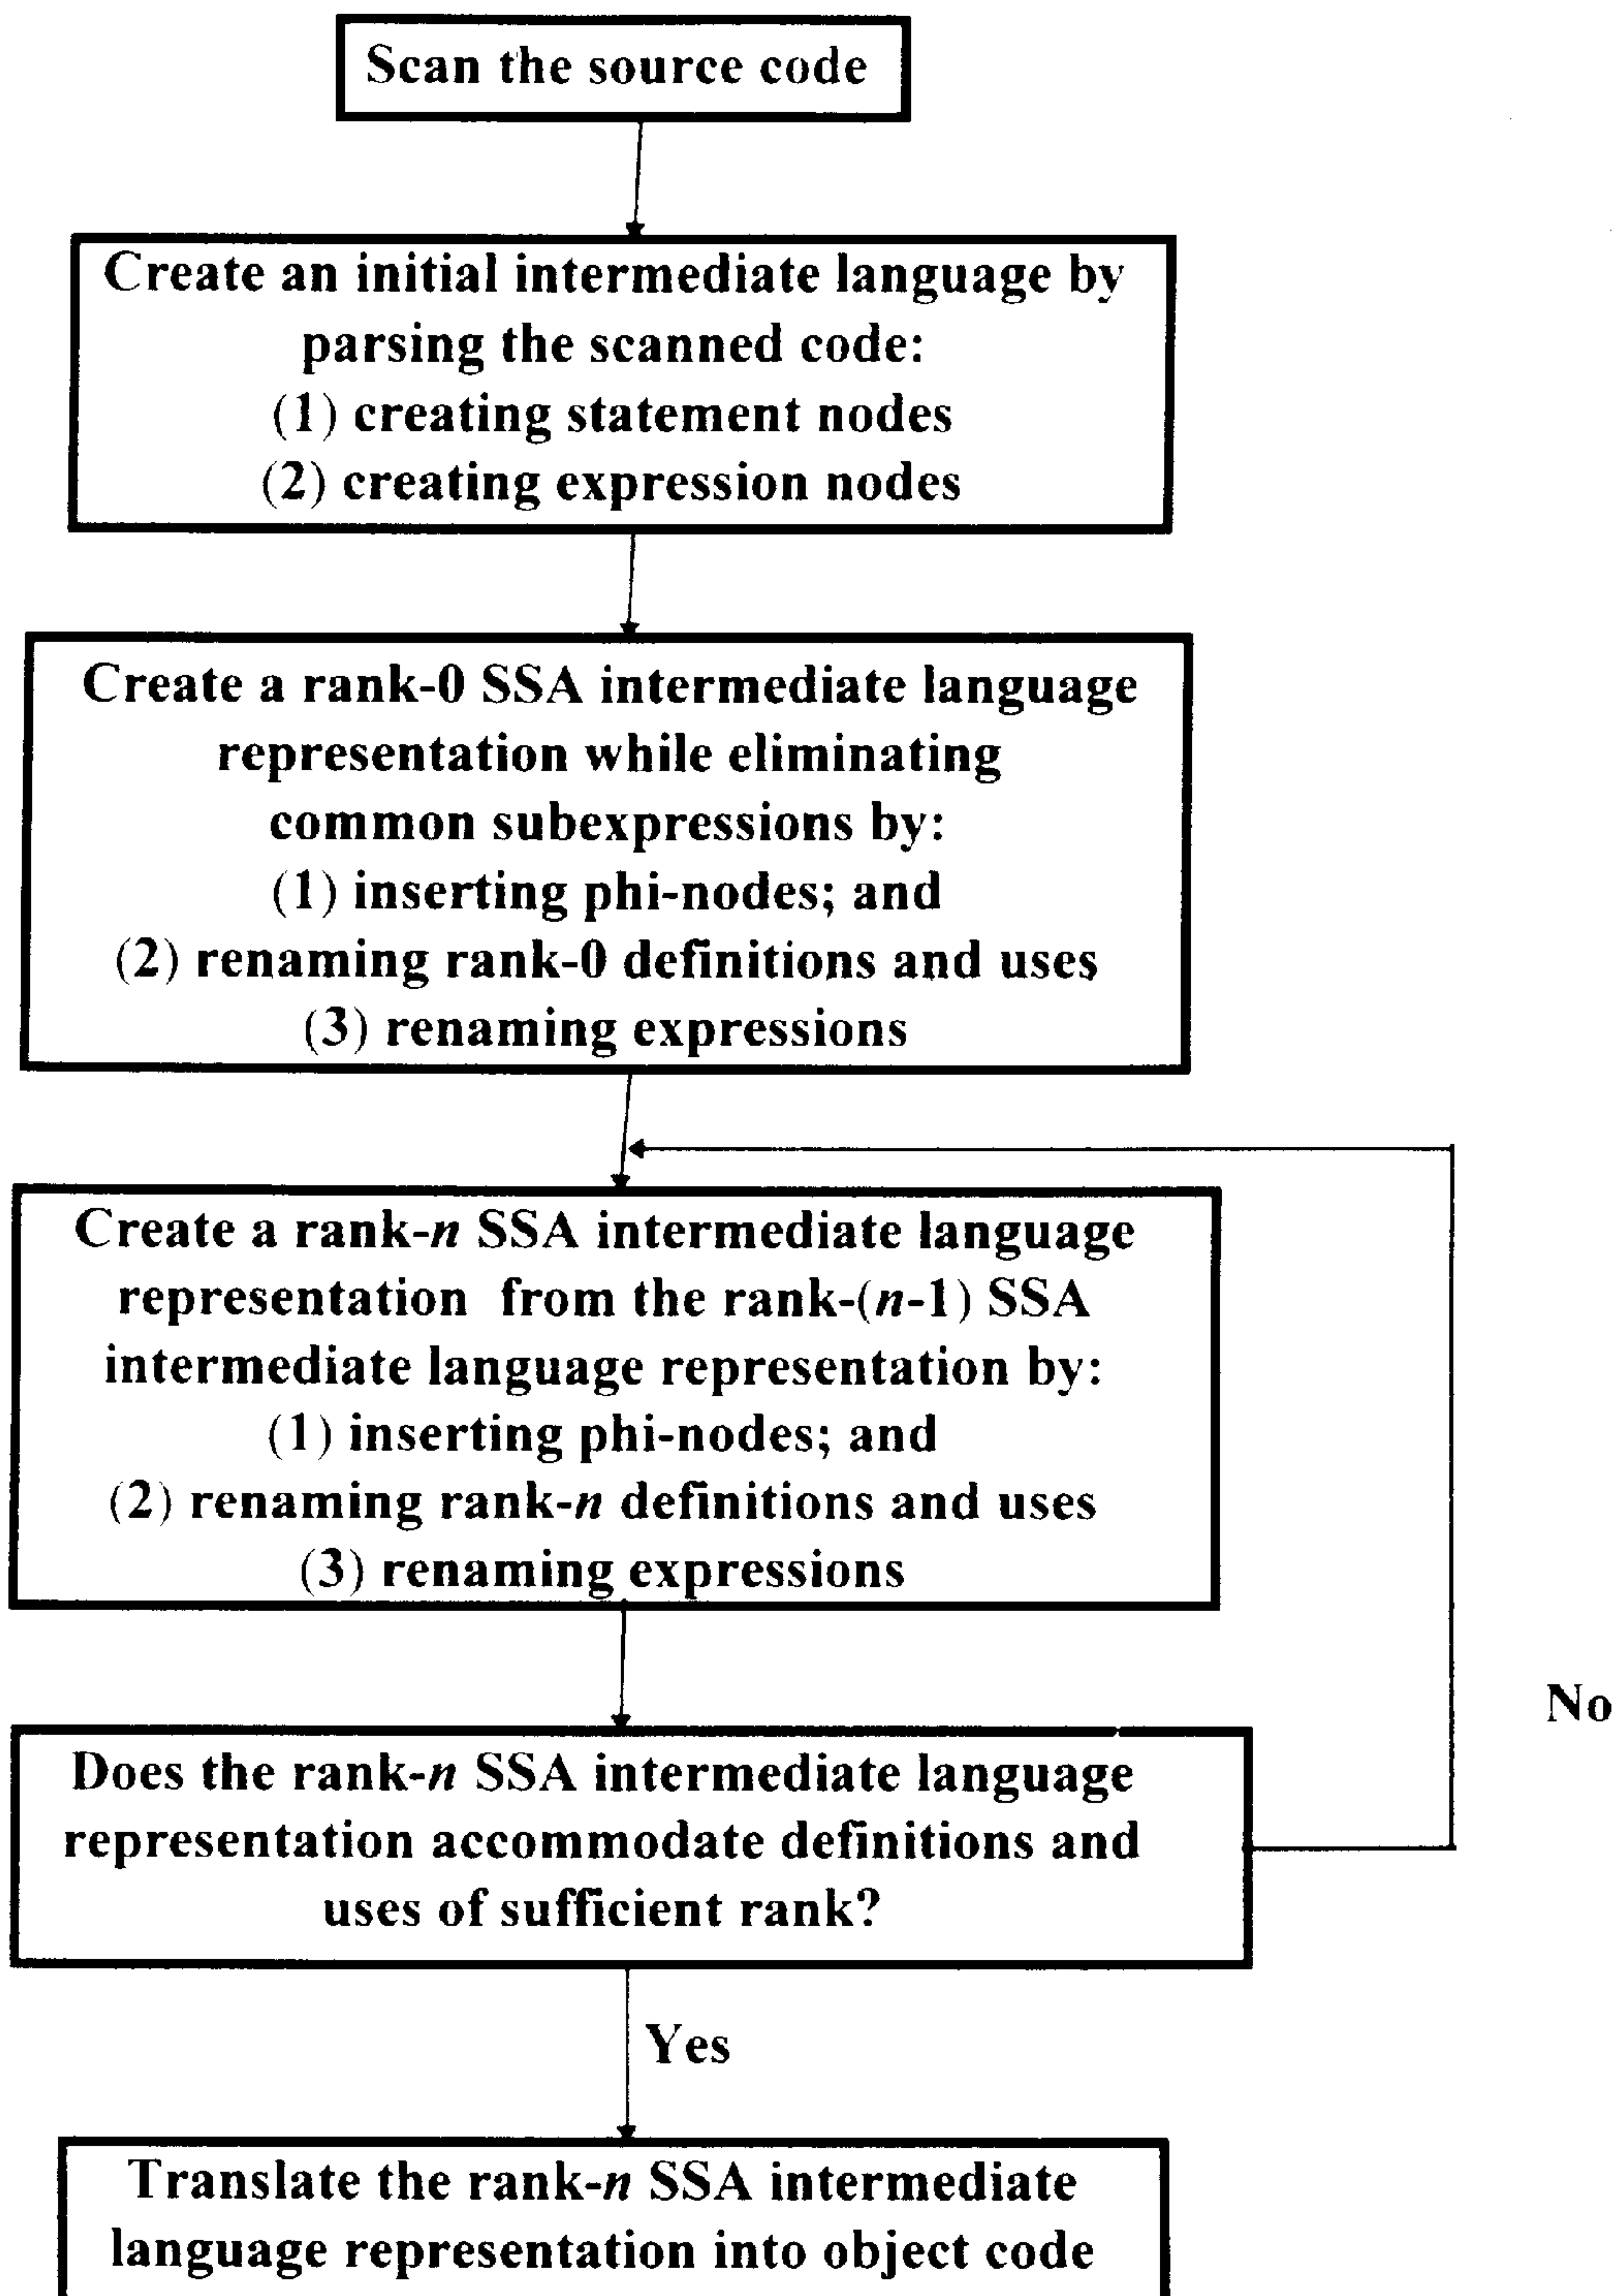 Scan the source code
Create an initial intermediate language by
parsing the scanned code:
(1) creating statement nodes
(2) creating expression nodes
Create a rank-0 SSA intermediate language
representation while eliminating
common subexpressions by:
(1) inserting phi-nodes; and
(2) renaming rank-0 definitions and uses
(3) renaming expressions
Create a rank-n SSA intermediate language
representation from the rank-(n-1) SSA
intermediate language representation by:
(1) inserting phi-nodes; and
(2) renaming rank-n definitions and uses
(3) renaming expressions
No
Does the rank-n SSA intermediate language
representation accommodate definitions and
uses of sufficient rank?
Yes
Translate the rank-n SSA intermediate
language representation into object code